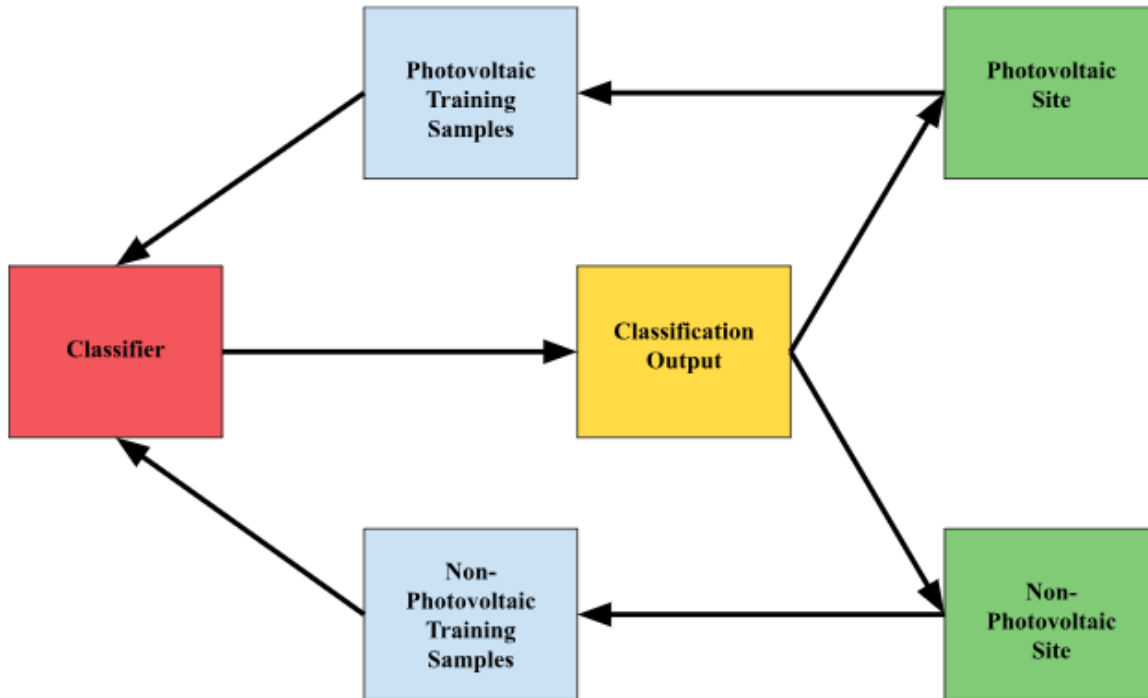 Photovoltaic
Training
Samples
Photovoltaic
Site
Classifier
Classification
Output
Non-
Photovoltaic
Training
Samples
Non-
Photovoltaic
Site